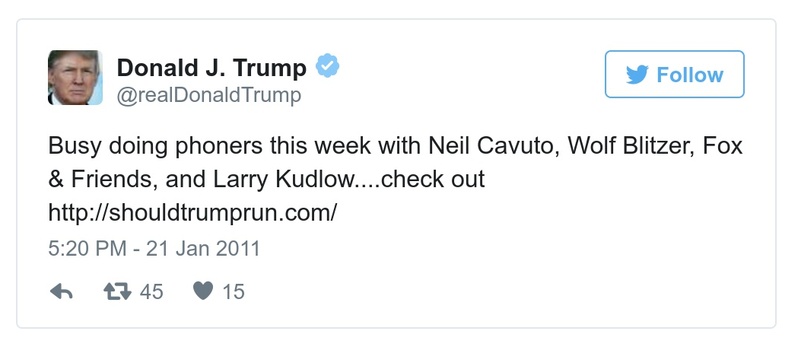 Donald J. Trump
@realDonaldTrump
Follow
Busy doing phoners this week with Neil Cavuto, Wolf Blitzer, Fox
& Friends, and Larry Kudlow....check out
http://shouldtrumprun.com/
5:20 PM - 21 Jan 2011
45 15